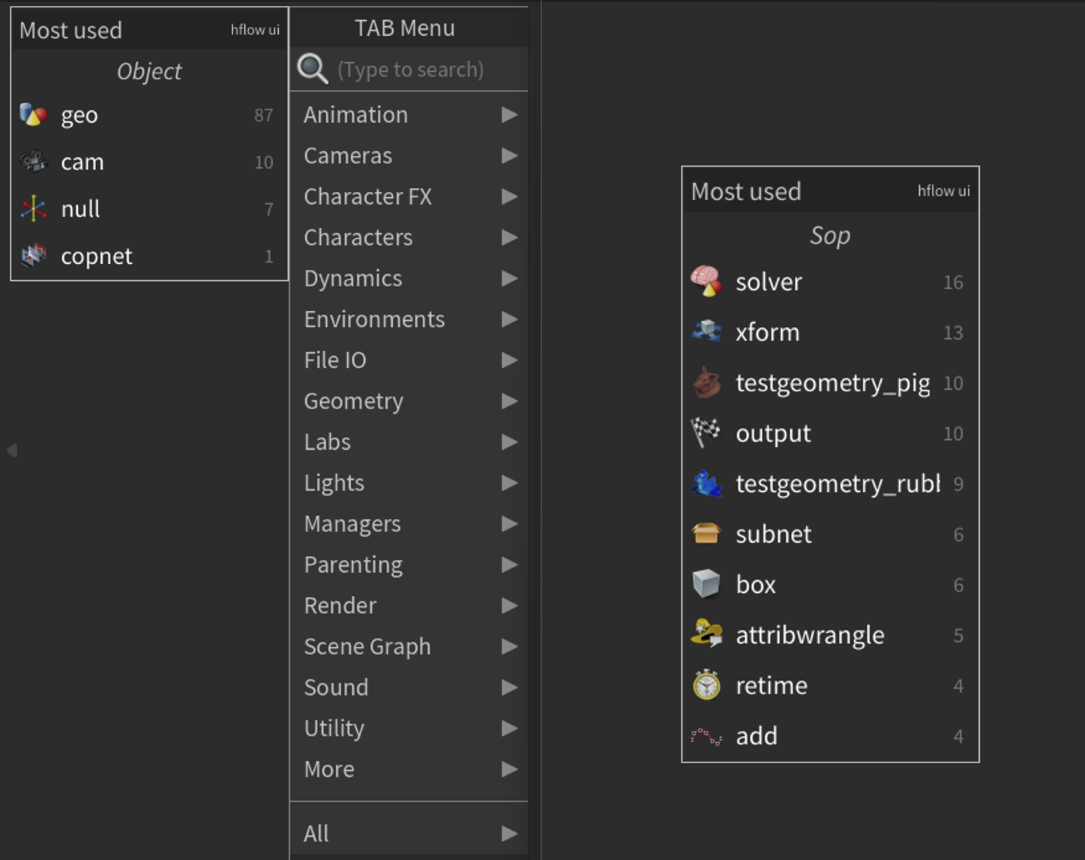 Most used hflow ui
Object
geo 87
cam 10
null 7
copnet 1
TAB Menu
(Type to search)
Animation
Cameras
Character FX
Characters
Dynamics
Environments
File IO
Geometry
Labs
Lights
Managers
Parenting
Render
Scene Graph
Sound
Utility
More
All
Most used hflow ui
Sop
solver 16
xform 13
testgeometry_pig 10
output 10
testgeometry_rubl 9
subnet 6
box 6
attribwrangle 5
retime 4
add 4